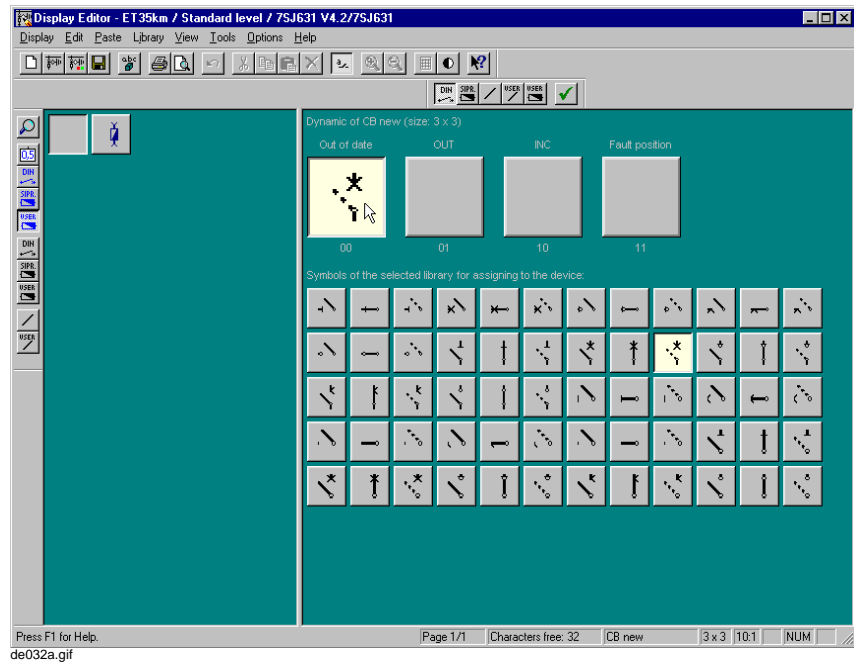 Display Editor - ET35km / Standard level / 7SJ631 V4.2/7SJ631
Display Edit Paste Library View Tools Options Help
abc
DIN SIPR. USER USER
0.5
DIN
SIPR.
USER
DIN
SIPR.
USER
USER
Dynamic of CB new (size: 3 x 3)
Out of date OUT INC Fault position
00 01 10 11
Symbols of the selected library for assigning to the device:
Press F1 for Help. Page 1/1 Characters free: 32 CB new 3 x 3 10:1 NUM
de032a.gif